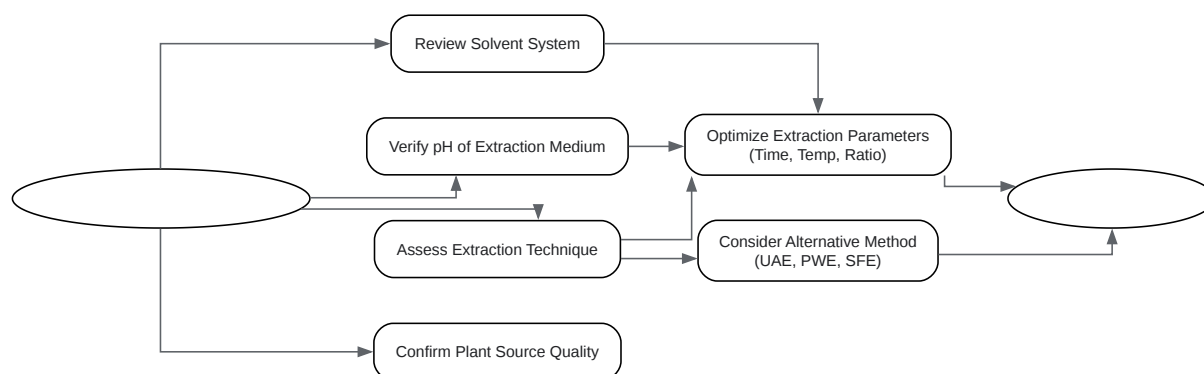 Review Solvent System
Verify pH of Extraction Medium
Optimize Extraction Parameters
(Time, Temp, Ratio)
Assess Extraction Technique
Consider Alternative Method
(UAE, PWE, SFE)
Confirm Plant Source Quality